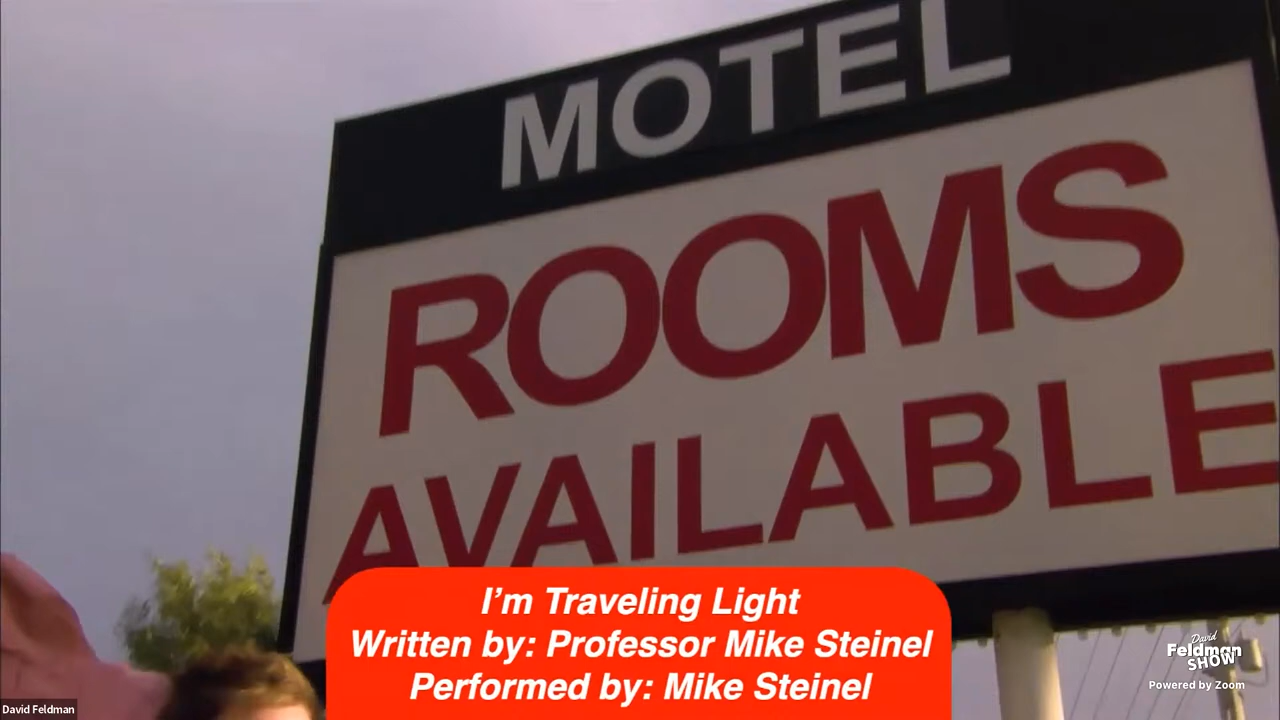 MOTEL
ROOMS
AVAILABLE
I’m Traveling Light
Written by: Professor Mike Steinel
Performed by: Mike Steinel
David
Feldman
SHOW
Powered by Zoom
David Feldman